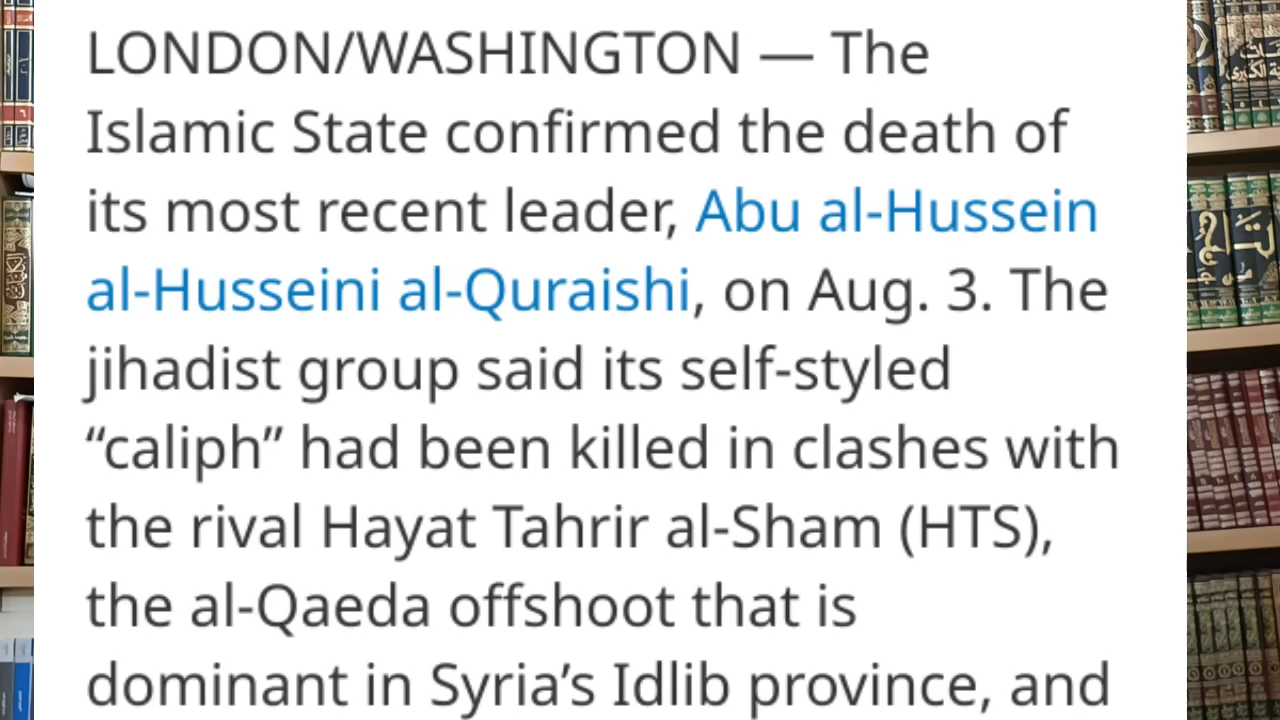 LONDON/WASHINGTON — The
Islamic State confirmed the death of
its most recent leader, Abu al-Hussein
al-Husseini al-Quraishi, on Aug. 3. The
jihadist group said its self-styled
“caliph” had been killed in clashes with
the rival Hayat Tahrir al-Sham (HTS),
the al-Qaeda offshoot that is
dominant in Syria’s Idlib province, and